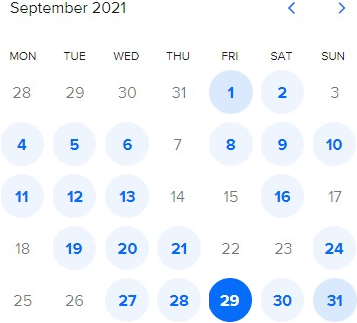 September 2021 < >
MON TUE WED THU FRI SAT SUN
28 29 30 31 1 2 3
4 5 6 7 8 9 10
11 12 13 14 15 16 17
18 19 20 21 22 23 24
25 26 27 28 29 30 31